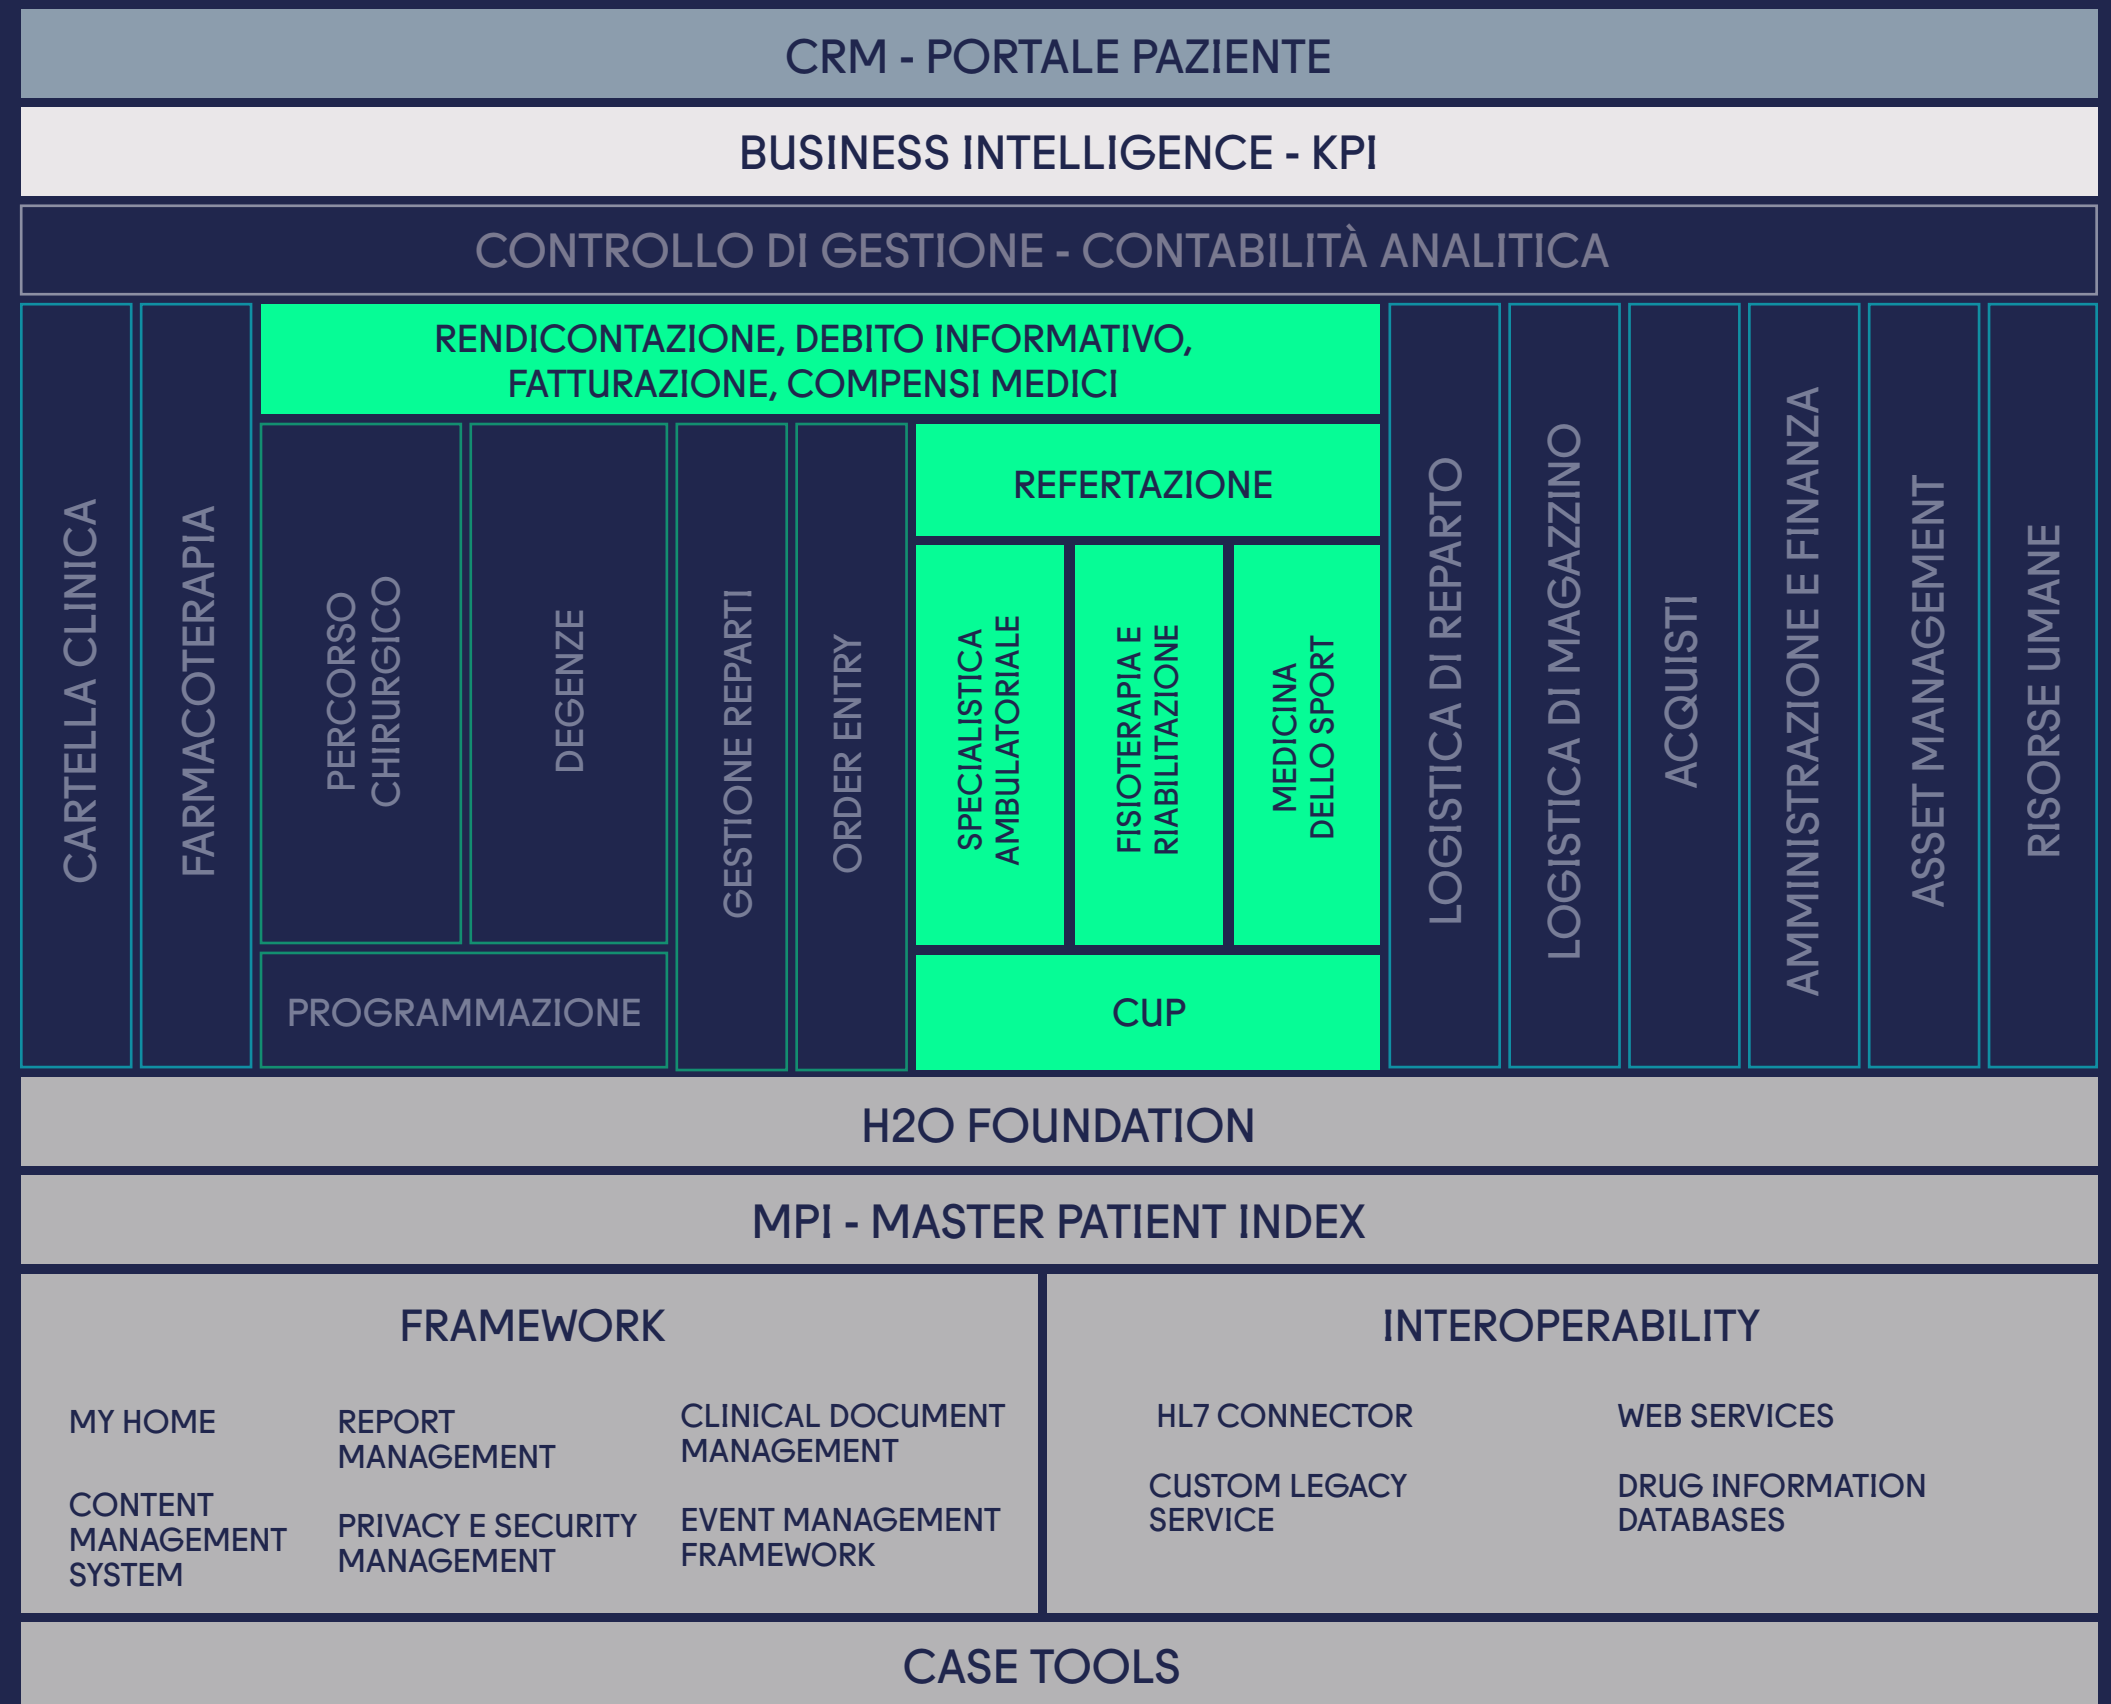 CRM - PORTALE PAZIENTE
BUSINESS INTELLIGENCE - KPI
CONTROLLO DI GESTIONE - CONTABILITÀ ANALITICA
CARTELLA CLINICA
FARMACOTERAPIA
RENDICONTAZIONE, DEBITO INFORMATIVO,
FATTURAZIONE, COMPENSI MEDICI
PERCORSO
CHIRURGICO
DEGENZE
PROGRAMMAZIONE
GESTIONE REPARTI
ORDER ENTRY
REFERTAZIONE
SPECIALISTICA
AMBULATORIALE
FISIOTERAPIA E
RIABILITAZIONE
MEDICINA
DELLO SPORT
CUP
LOGISTICA DI REPARTO
LOGISTICA DI MAGAZZINO
ACQUISTI
AMMINISTRAZIONE E FINANZA
ASSET MANAGEMENT
RISORSE UMANE
H2O FOUNDATION
MPI - MASTER PATIENT INDEX
FRAMEWORK
MY HOME
CONTENT
MANAGEMENT
SYSTEM
REPORT
MANAGEMENT
PRIVACY E SECURITY
MANAGEMENT
CLINICAL DOCUMENT
MANAGEMENT
EVENT MANAGEMENT
FRAMEWORK
INTEROPERABILITY
HL7 CONNECTOR
CUSTOM LEGACY
SERVICE
WEB SERVICES
DRUG INFORMATION
DATABASES
CASE TOOLS